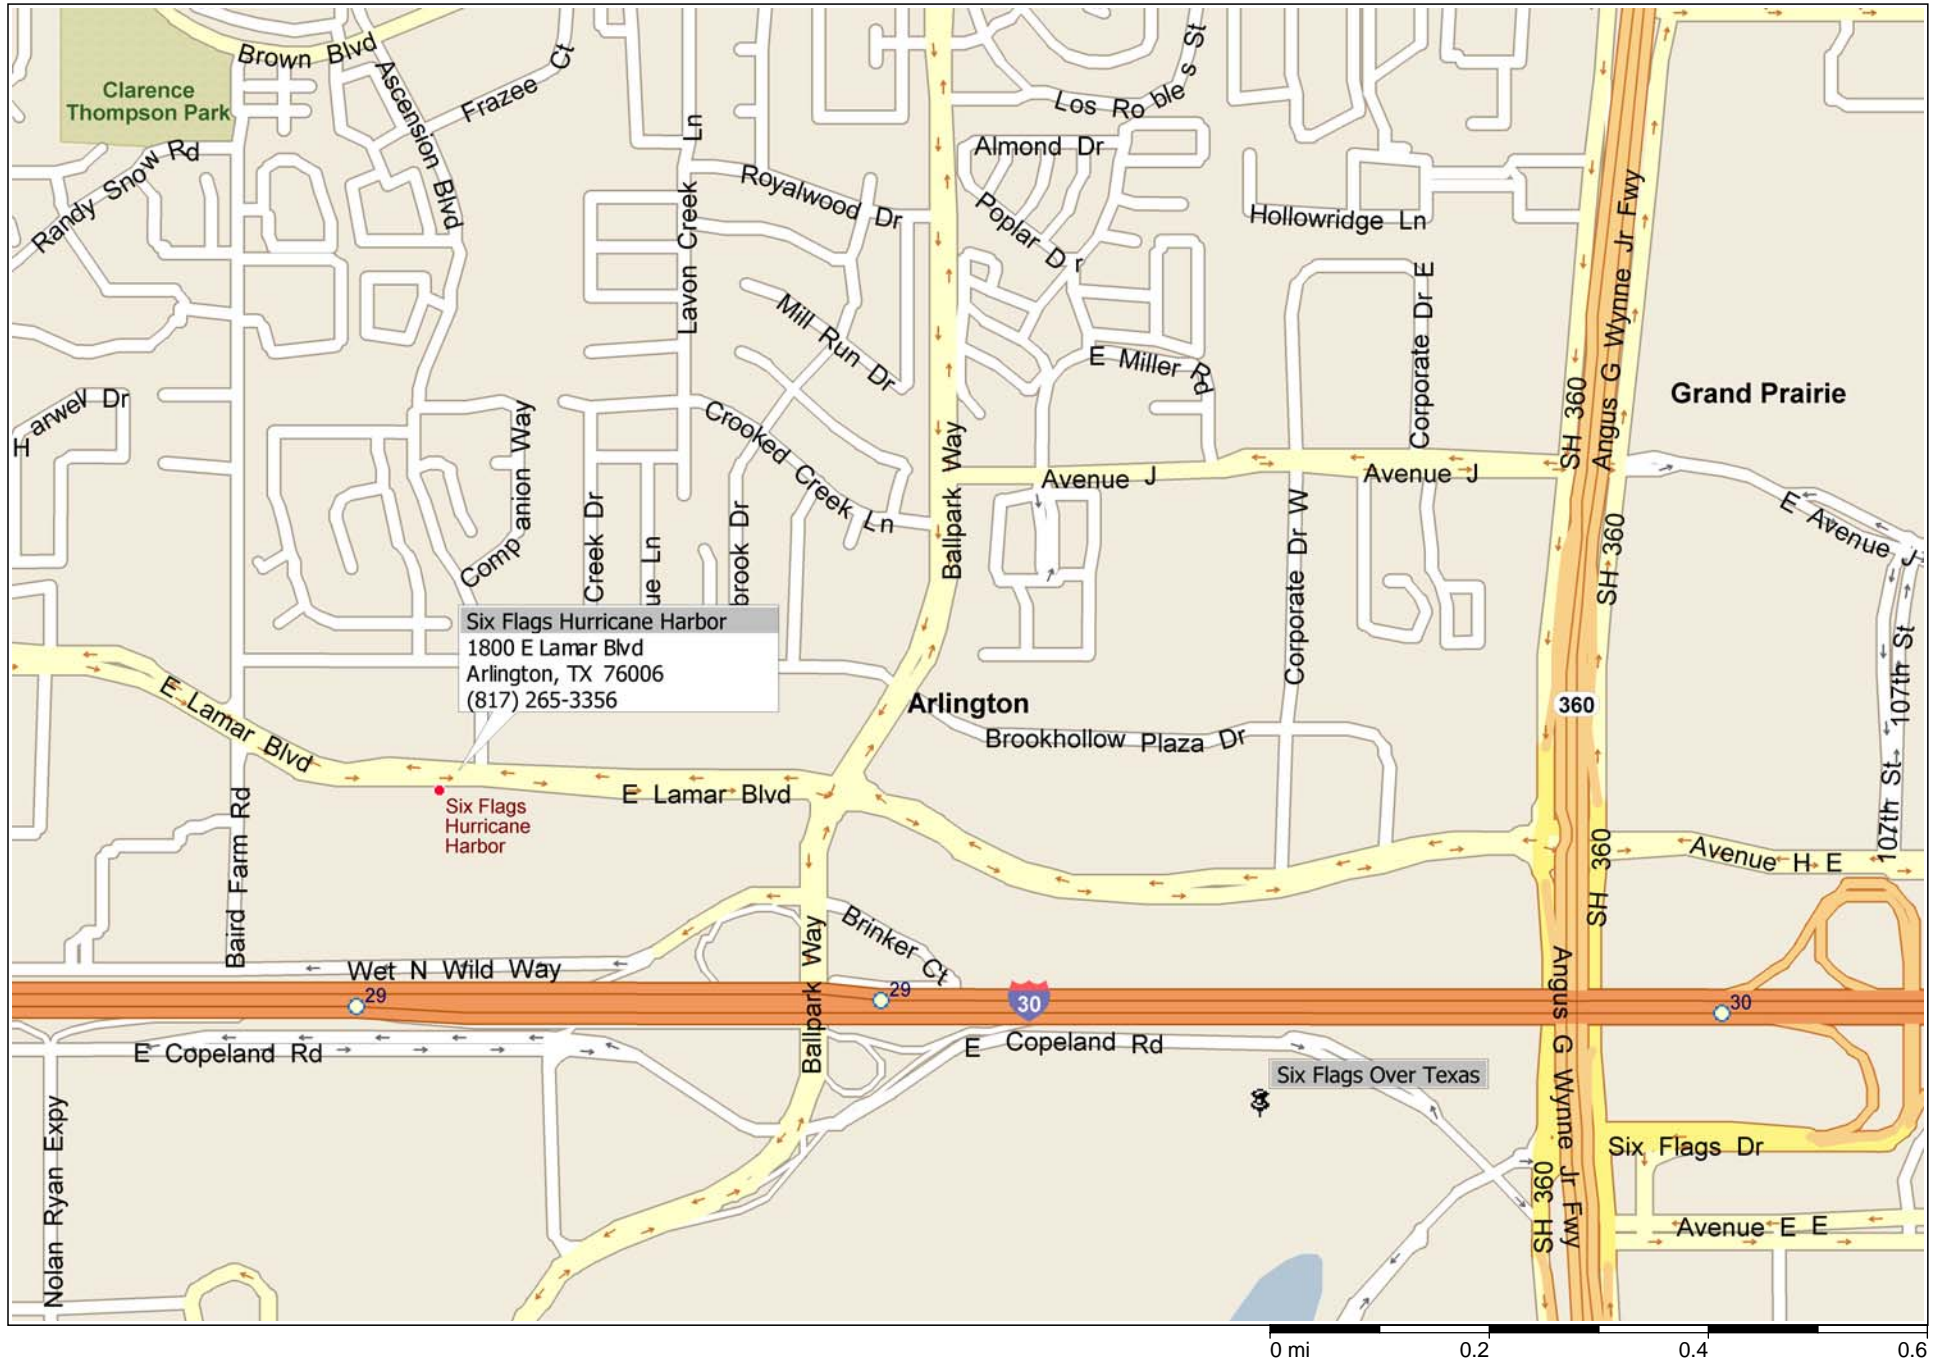 Brown Blvd
Clarence
Thompson Park
Ascension Blvd
Frazee Ct
Los Robles St
Almond Dr
Randy Snow Rd
Lavon Creek Ln
Royalwood Dr
Poplar Dr
Hollowridge Ln
Angus G Wynne Jr Fwy
Corporate Dr E
Mill Run Dr
E Miller Rd
Grand Prairie
Harwell Dr
Companion Way
Crooked Creek Ln
Ballpark Way
SH 360
Avenue J
Avenue J
E Avenue J
Creek Dr
ue Ln
brook Dr
Corporate Dr W
SH 360
Six Flags Hurricane Harbor
1800 E Lamar Blvd
Arlington, TX 76006
(817) 265-3356
107th St
E Lamar Blvd
Arlington
360
Brookhollow Plaza Dr
107th St
E Lamar Blvd
Six Flags
Hurricane
Harbor
Baird Farm Rd
SH 360
Avenue H E
Brinker Ct
Ballpark Way
Wet N Wild Way
Angus G Wynne Jr Fwy
29
29
30
30
E Copeland Rd
E Copeland Rd
Six Flags Over Texas
Nolan Ryan Expy
Six Flags Dr
SH 360
Avenue E E
0 mi 0.2 0.4 0.6